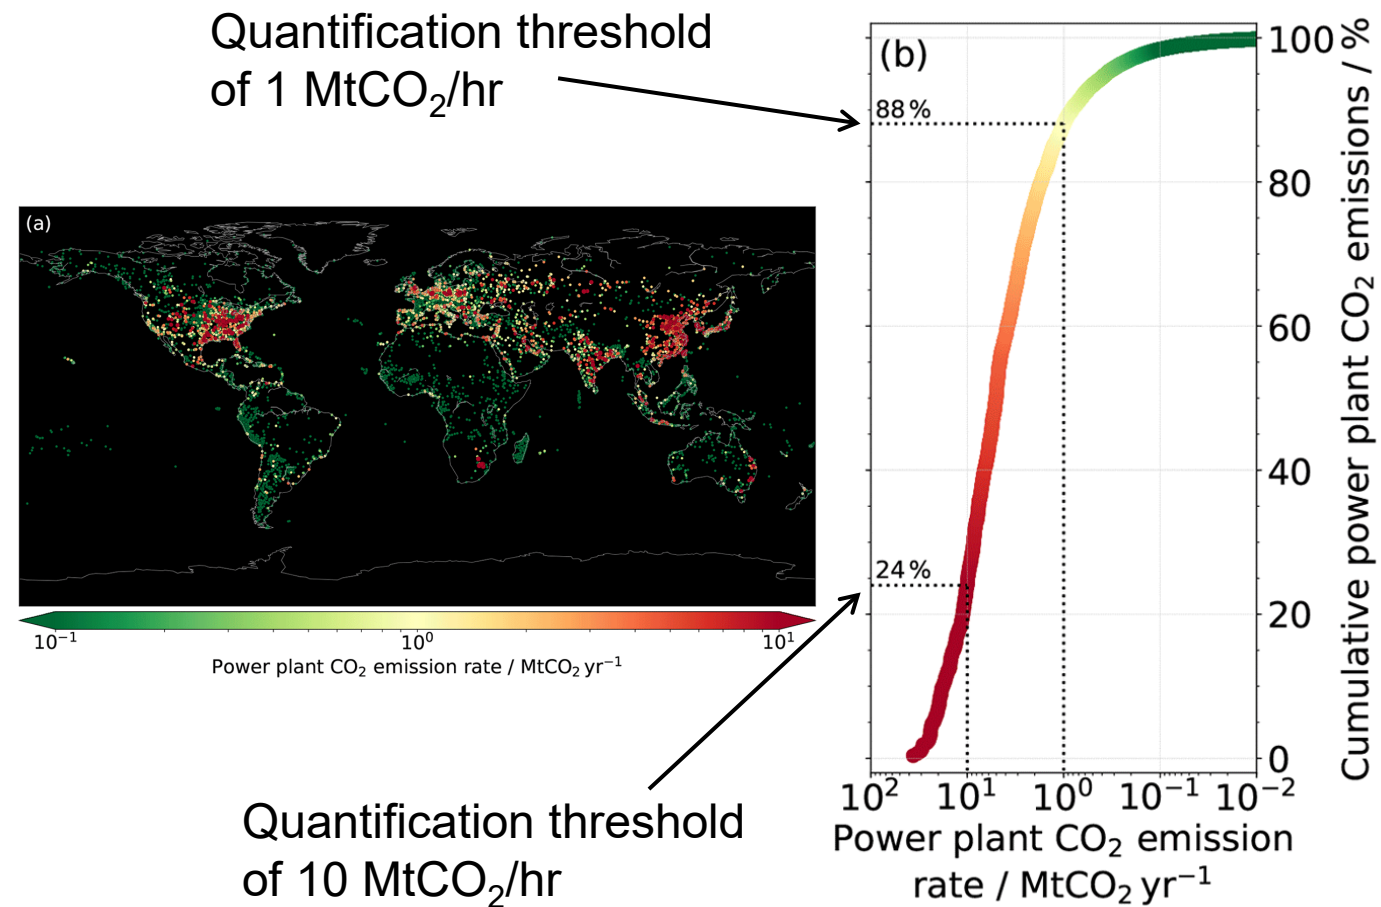 Quantification threshold
of 1 MtCO₂/hr
(a)
10⁻¹
10⁰
10¹
Power plant CO₂ emission rate / MtCO₂ yr⁻¹
Quantification threshold
of 10 MtCO₂/hr
(b)
88 %
24 %
100
80
60
40
20
0
Cumulative power plant CO₂ emissions / %
10² 10¹ 10⁰ 10⁻¹ 10⁻²
Power plant CO₂ emission
rate / MtCO₂ yr⁻¹